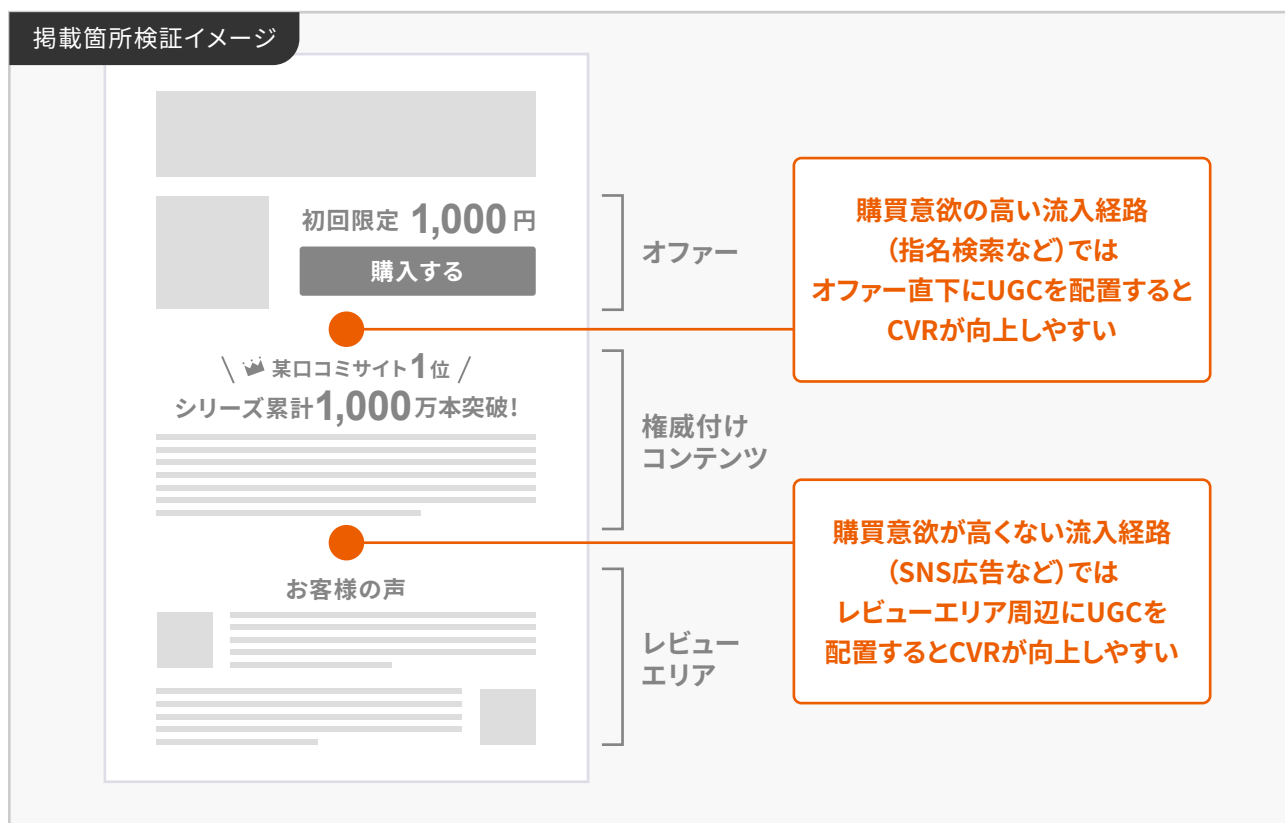 掲載箇所検証イメージ
初回限定 1,000 円
購入する
オファー
購買意欲の高い流入経路
（指名検索など）では
オファー直下にUGCを配置すると
CVRが向上しやすい
某口コミサイト1位
シリーズ累計1,000万本突破！
権威付け
コンテンツ
購買意欲が高くない流入経路
（SNS広告など）では
レビューエリア周辺にUGCを
配置するとCVRが向上しやすい
お客様の声
レビュー
エリア